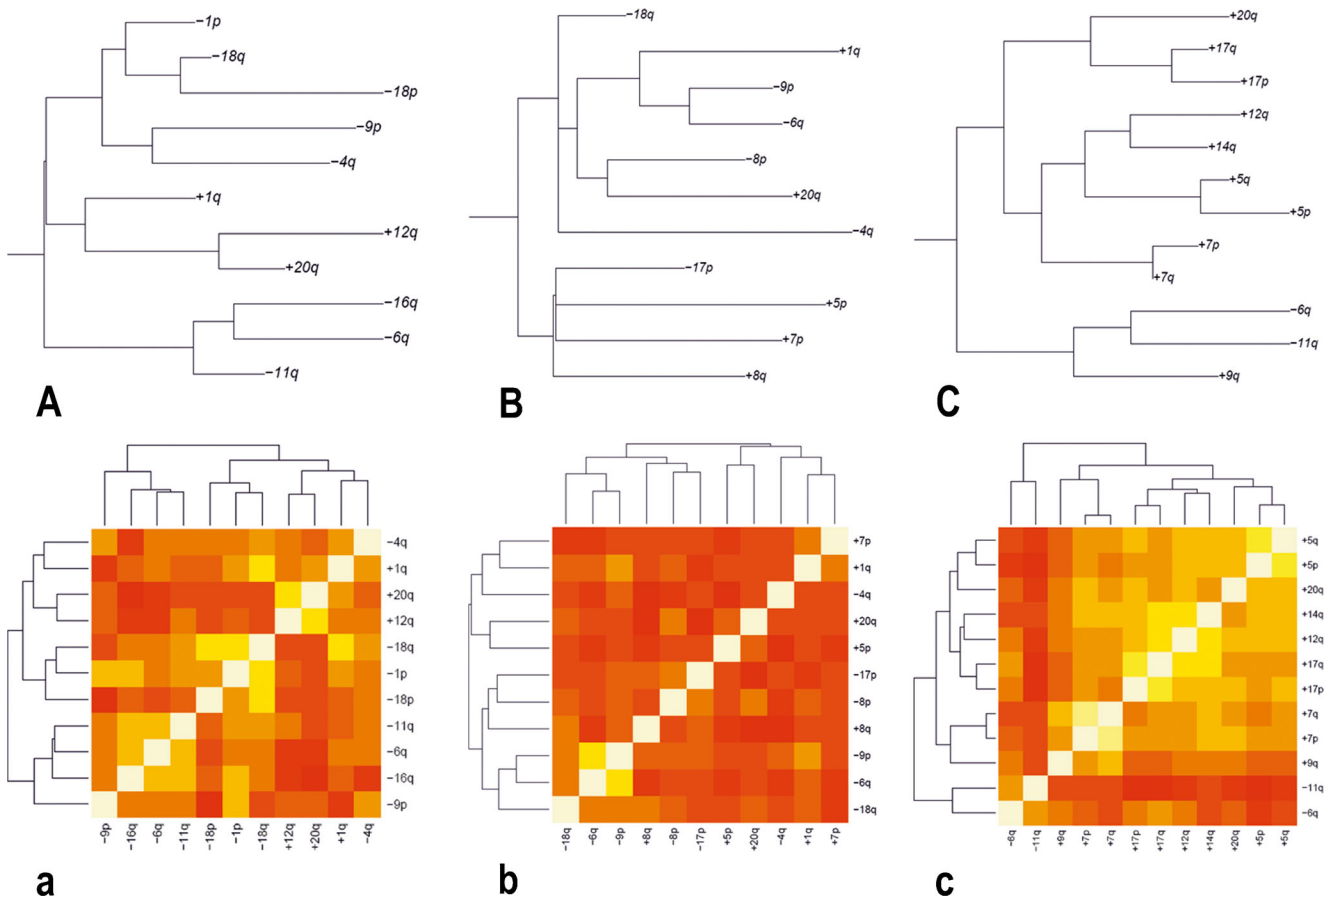 −1p
−18q
−18p
−9p
−4q
+1q
+12q
+20q
−16q
−6q
−11q
A
−18q
+1q
−9p
−6q
−8p
+20q
−4q
−17p
+5p
+7p
+8q
B
+20q
+17q
+17p
+12q
+14q
+5q
+5p
+7p
+7q
−6q
−11q
+9q
C
−4q
+1q
+20q
+12q
−18q
−1p
−18p
−11q
−6q
−16q
−9p
−9p −16q −6q −11q −18p −1p −18q +12q +20q +1q −4q
a
+7p
+1q
−4q
+20q
+5p
−17p
−8p
+8q
−9p
−6q
−18q
−18q −6q −9p +8q −8p −17p +5p +20q −4q +1q +7p
b
+5q
+5p
+20q
+14q
+12q
+17q
+17p
+7q
+7p
+9q
−11q
−6q
−6q −11q +9q +7p +7q +17p +17q +12q +14q +20q +5p +5q
c